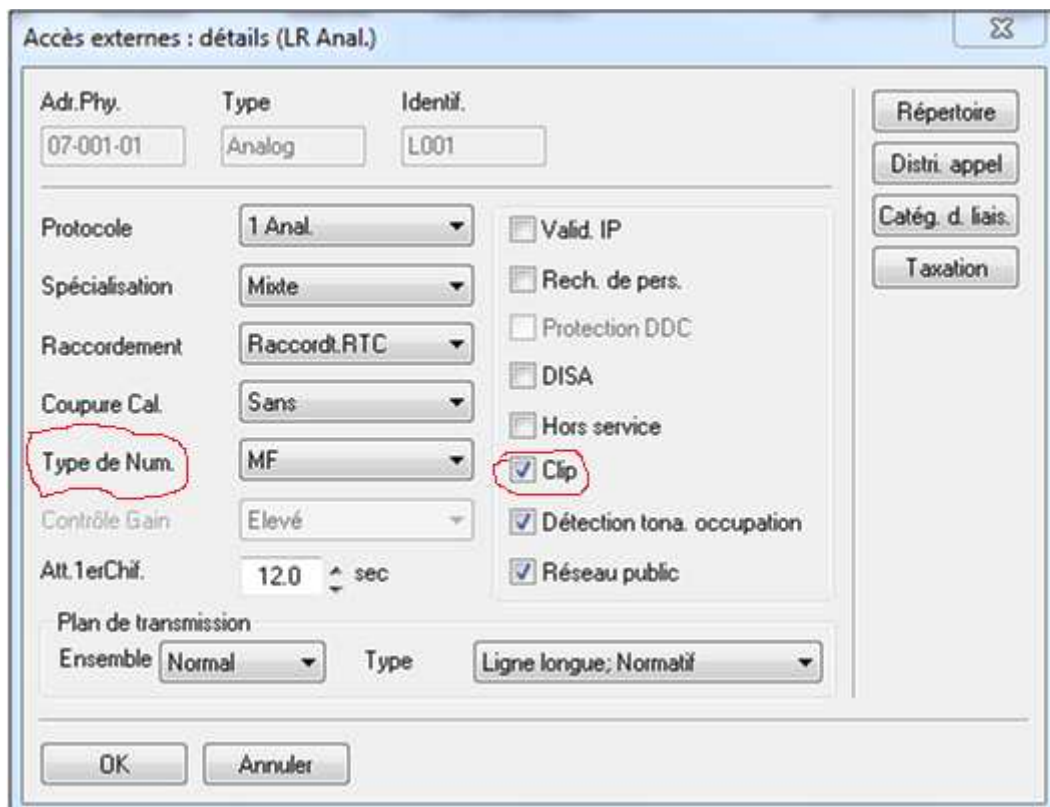 Accès externes : détails (LR Anal.)
Adr.Phy. Type Identif.
07-001-01 Analog L001
Répertoire
Distri. appel
Catég. d. liais.
Taxation
Protocole 1 Anal.
Spécialisation Mixte
Raccordement Raccordt.RTC
Coupure Cal. Sans
Type de Num. MF
Contrôle Gain Elevé
Att.1erChif. 12.0 sec
Valid. IP
Rech. de pers.
Protection DDC
DISA
Hors service
Clip
Détection tona. occupation
Réseau public
Plan de transmission
Ensemble Normal Type Ligne longue; Normatif
OK Annuler